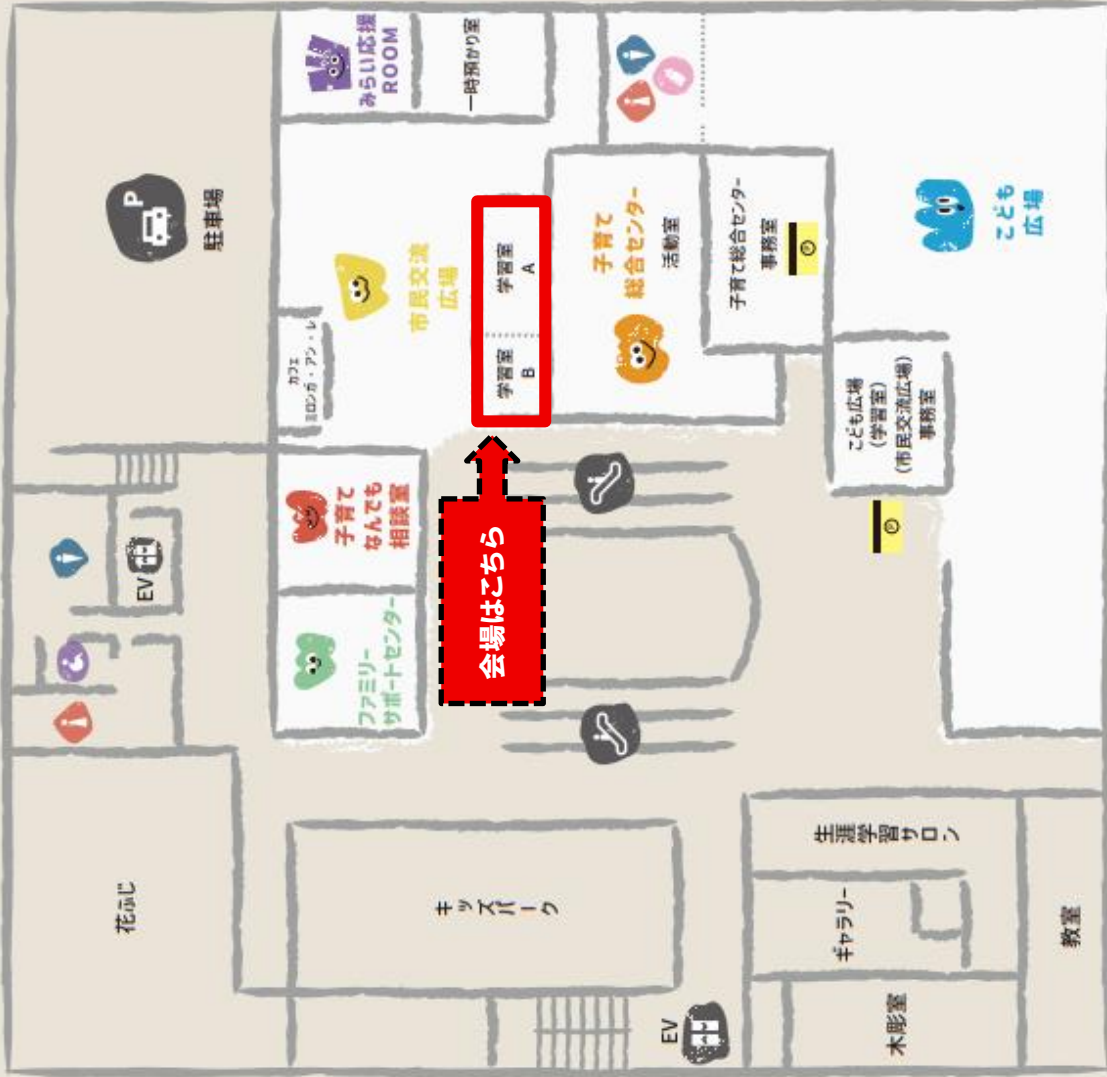 駐車場
P
みらい応援
ROOM
一時預かり室
市民交流
広場
カフェ
ミロンガ・アン・レ
学習室
A
学習室
B
子育て
総合センター
活動室
子育て総合センター
事務室
P
こども
広場
こども広場
(学習室)
(市民交流広場)
事務室
P
子育て
なんでも
相談室
ファミリー
サポートセンター
会場はこちら
EV
花ふじ
キッズパーク
EV
生涯学習サロン
ギャラリー
木彫室
教室